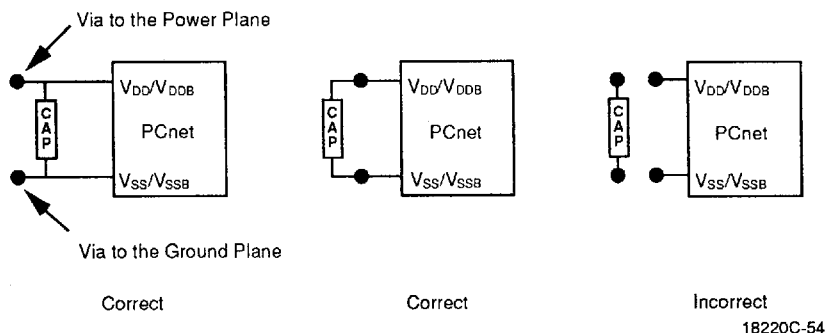 Via to the Power Plane
VDD/VDDB
CAP
PCnet
VSS/VSSB
Via to the Ground Plane
Correct
VDD/VDDB
CAP
PCnet
VSS/VSSB
Correct
VDD/VDDB
CAP
PCnet
VSS/VSSB
Incorrect
18220C-54